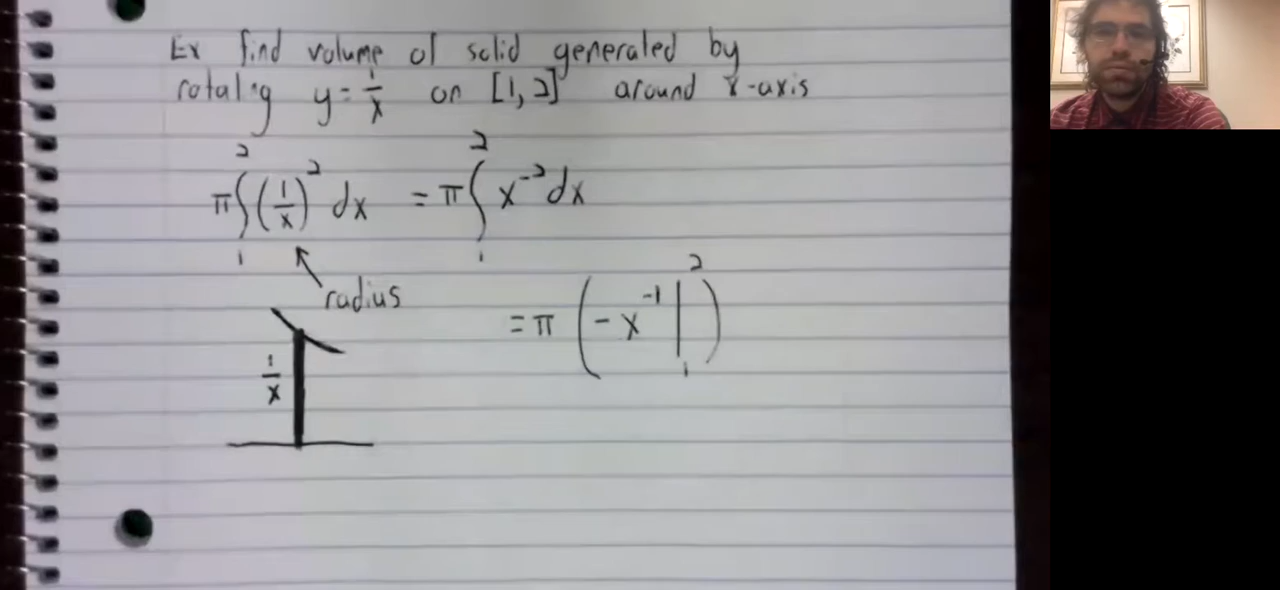 Ex find volume of solid generated by
rotating y = 1/x on [1, 2] around x-axis
π∫₁² (1/x)² dx = π∫₁² x⁻² dx
radius
= π (-x⁻¹ |₁²)
1/x